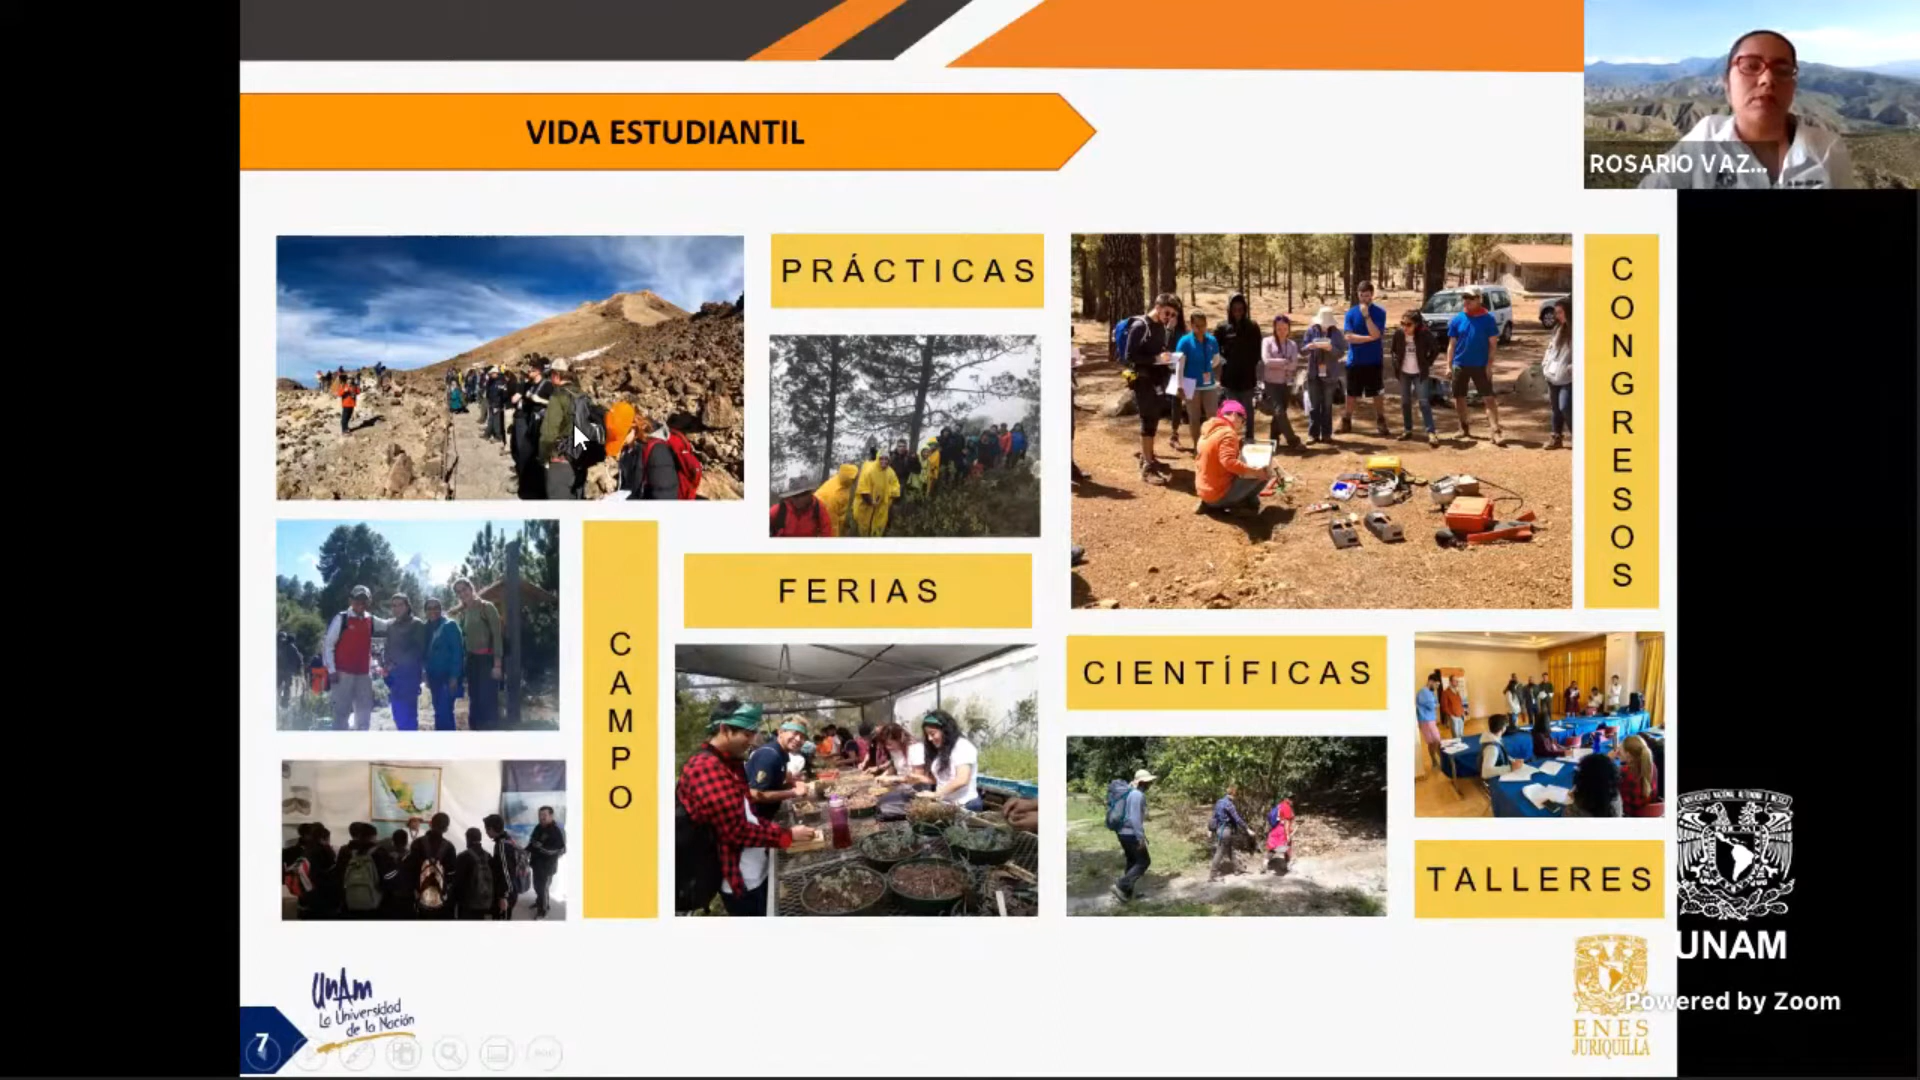 VIDA ESTUDIANTIL
ROSARIO VAZ...
PRÁCTICAS
CONGRESOS
CAMPO
FERIAS
CIENTÍFICAS
TALLERES
UnAm
La Universidad
de la Nación
7
UNAM
Powered by Zoom
ENES
JURIQUILLA